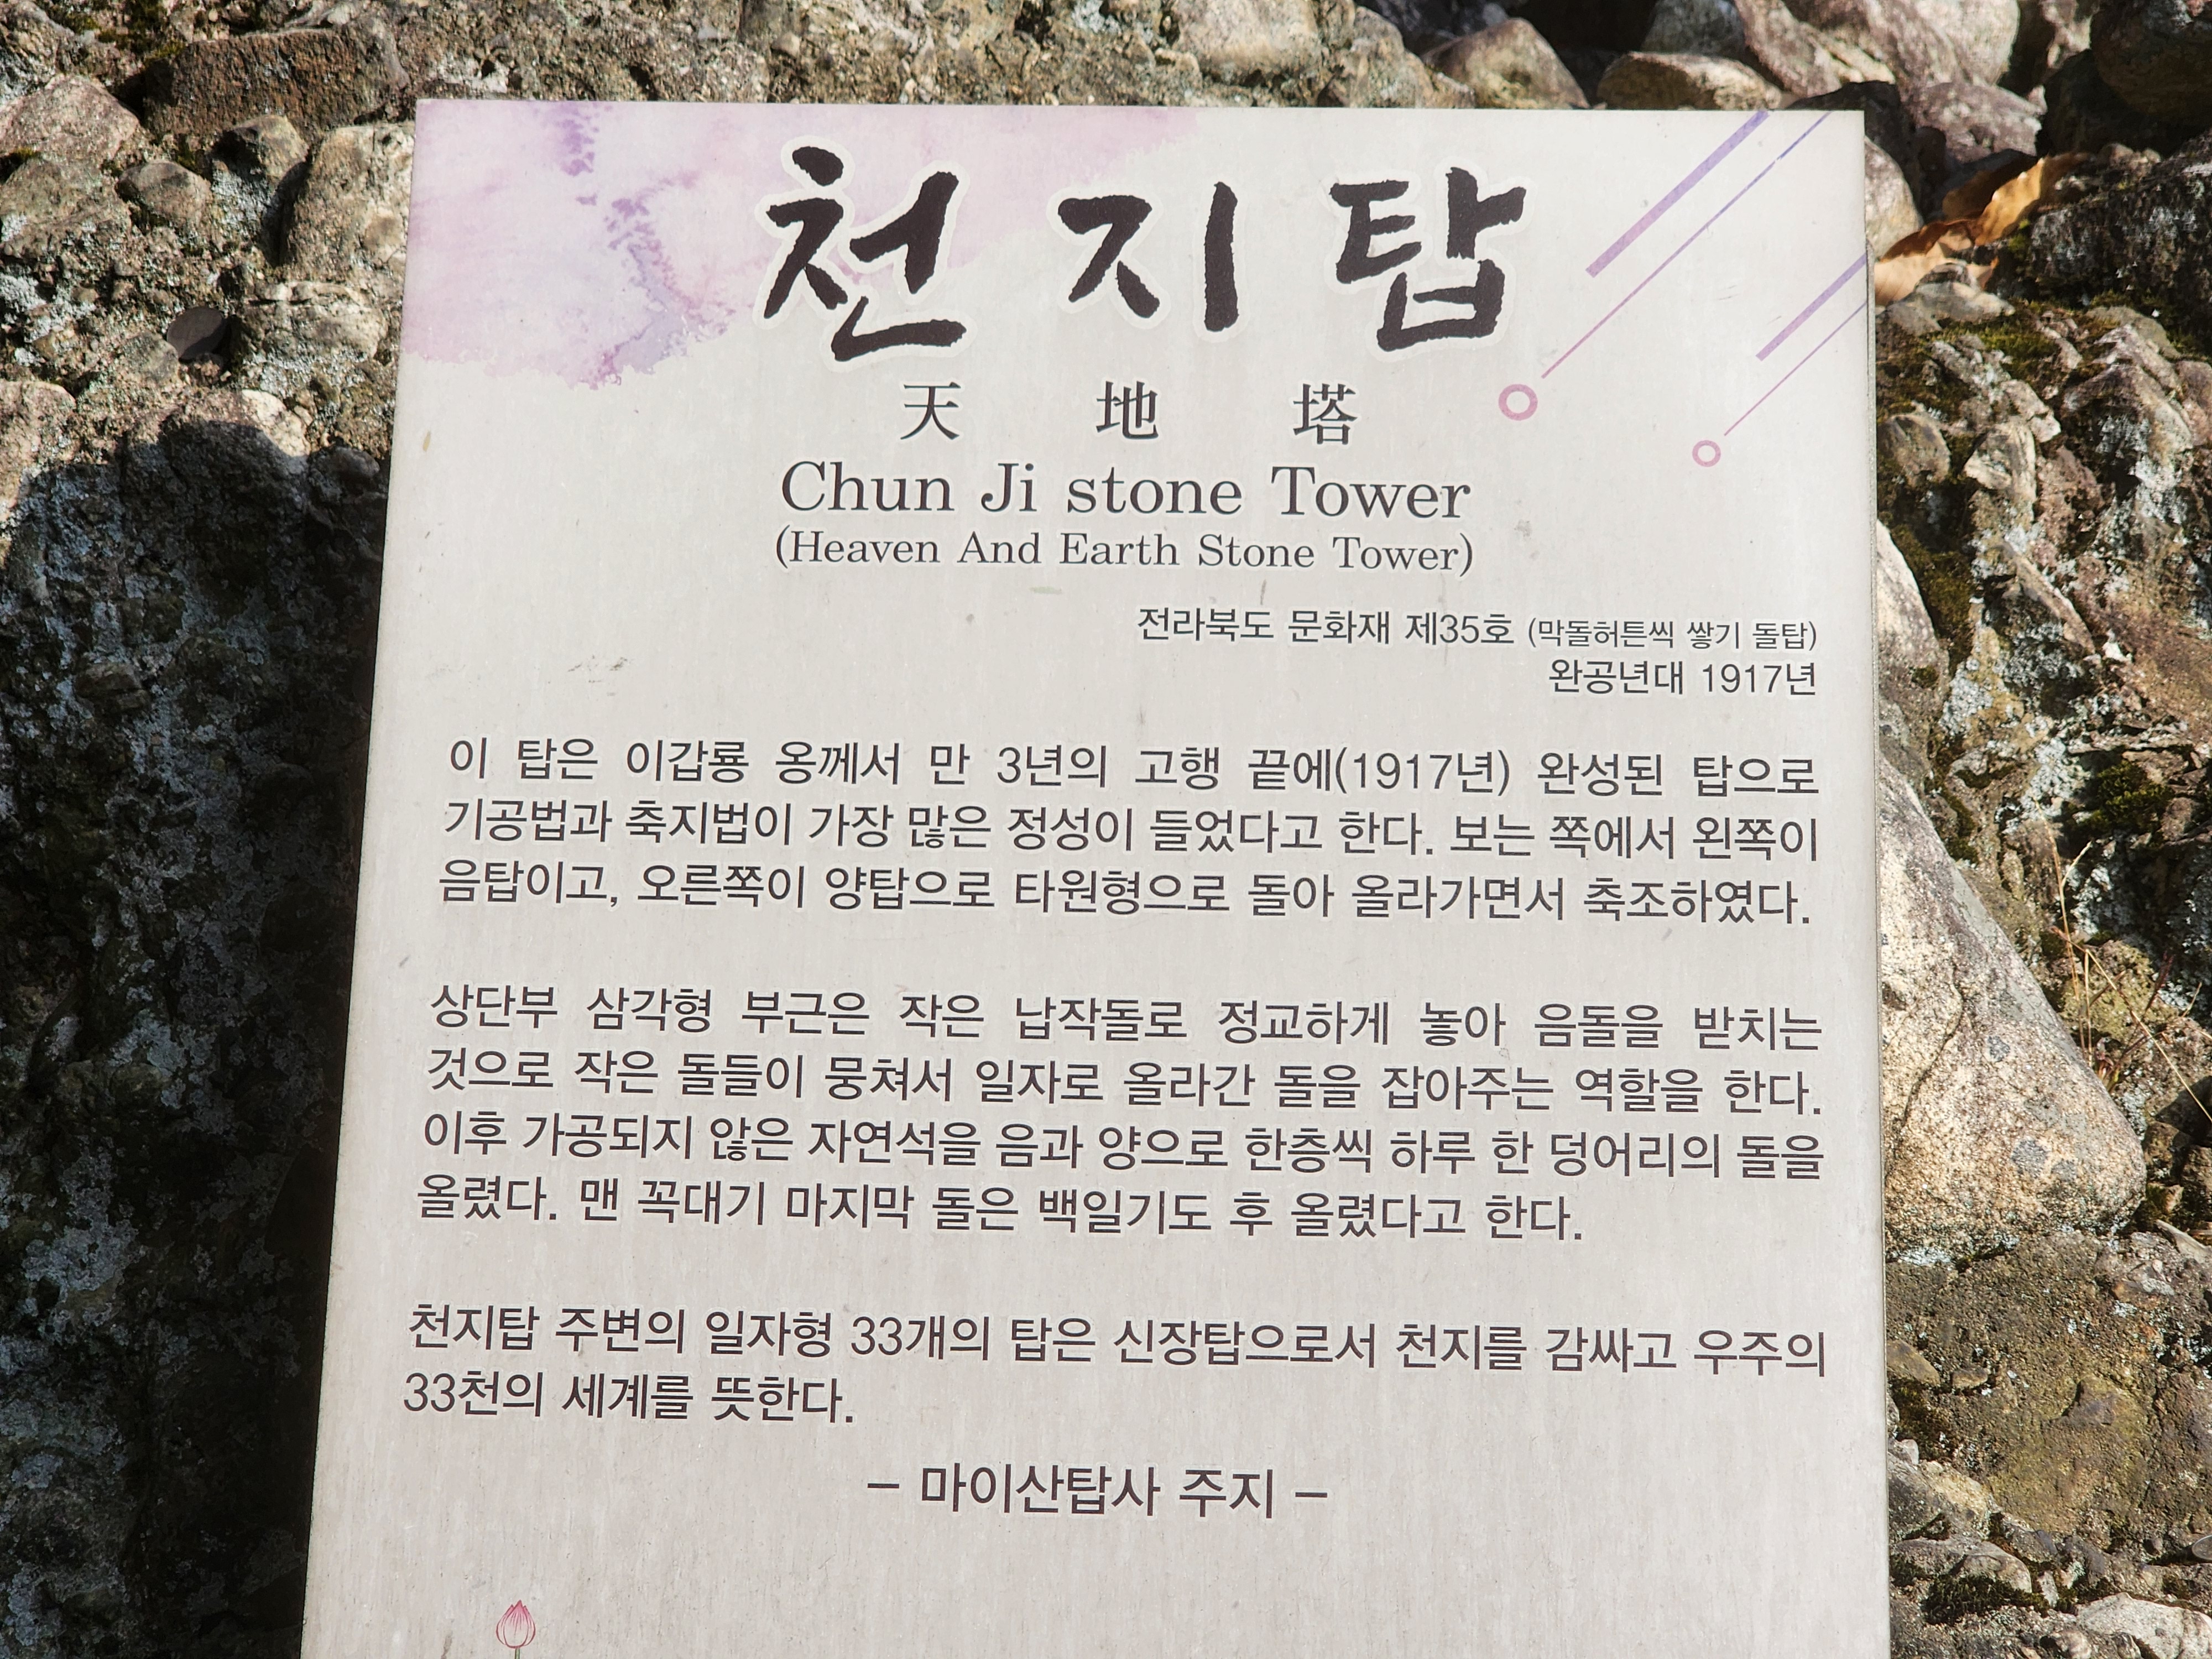 천지탑
天地塔
Chun Ji stone Tower
(Heaven And Earth Stone Tower)
전라북도 문화재 제35호 (막돌허튼씩 쌓기 돌탑)
완공년대 1917년
이 탑은 이갑룡 옹께서 만 3년의 고행 끝에(1917년) 완성된 탑으로
기공법과 축지법이 가장 많은 정성이 들었다고 한다. 보는 쪽에서 왼쪽이
음탑이고, 오른쪽이 양탑으로 타원형으로 돌아 올라가면서 축조하였다.
상단부 삼각형 부근은 작은 납작돌로 정교하게 놓아 음돌을 받치는
것으로 작은 돌들이 뭉쳐서 일자로 올라간 돌을 잡아주는 역할을 한다.
이후 가공되지 않은 자연석을 음과 양으로 한층씩 하루 한 덩어리의 돌을
올렸다. 맨 꼭대기 마지막 돌은 백일기도 후 올렸다고 한다.
천지탑 주변의 일자형 33개의 탑은 신장탑으로서 천지를 감싸고 우주의
33천의 세계를 뜻한다.
– 마이산탑사 주지 –